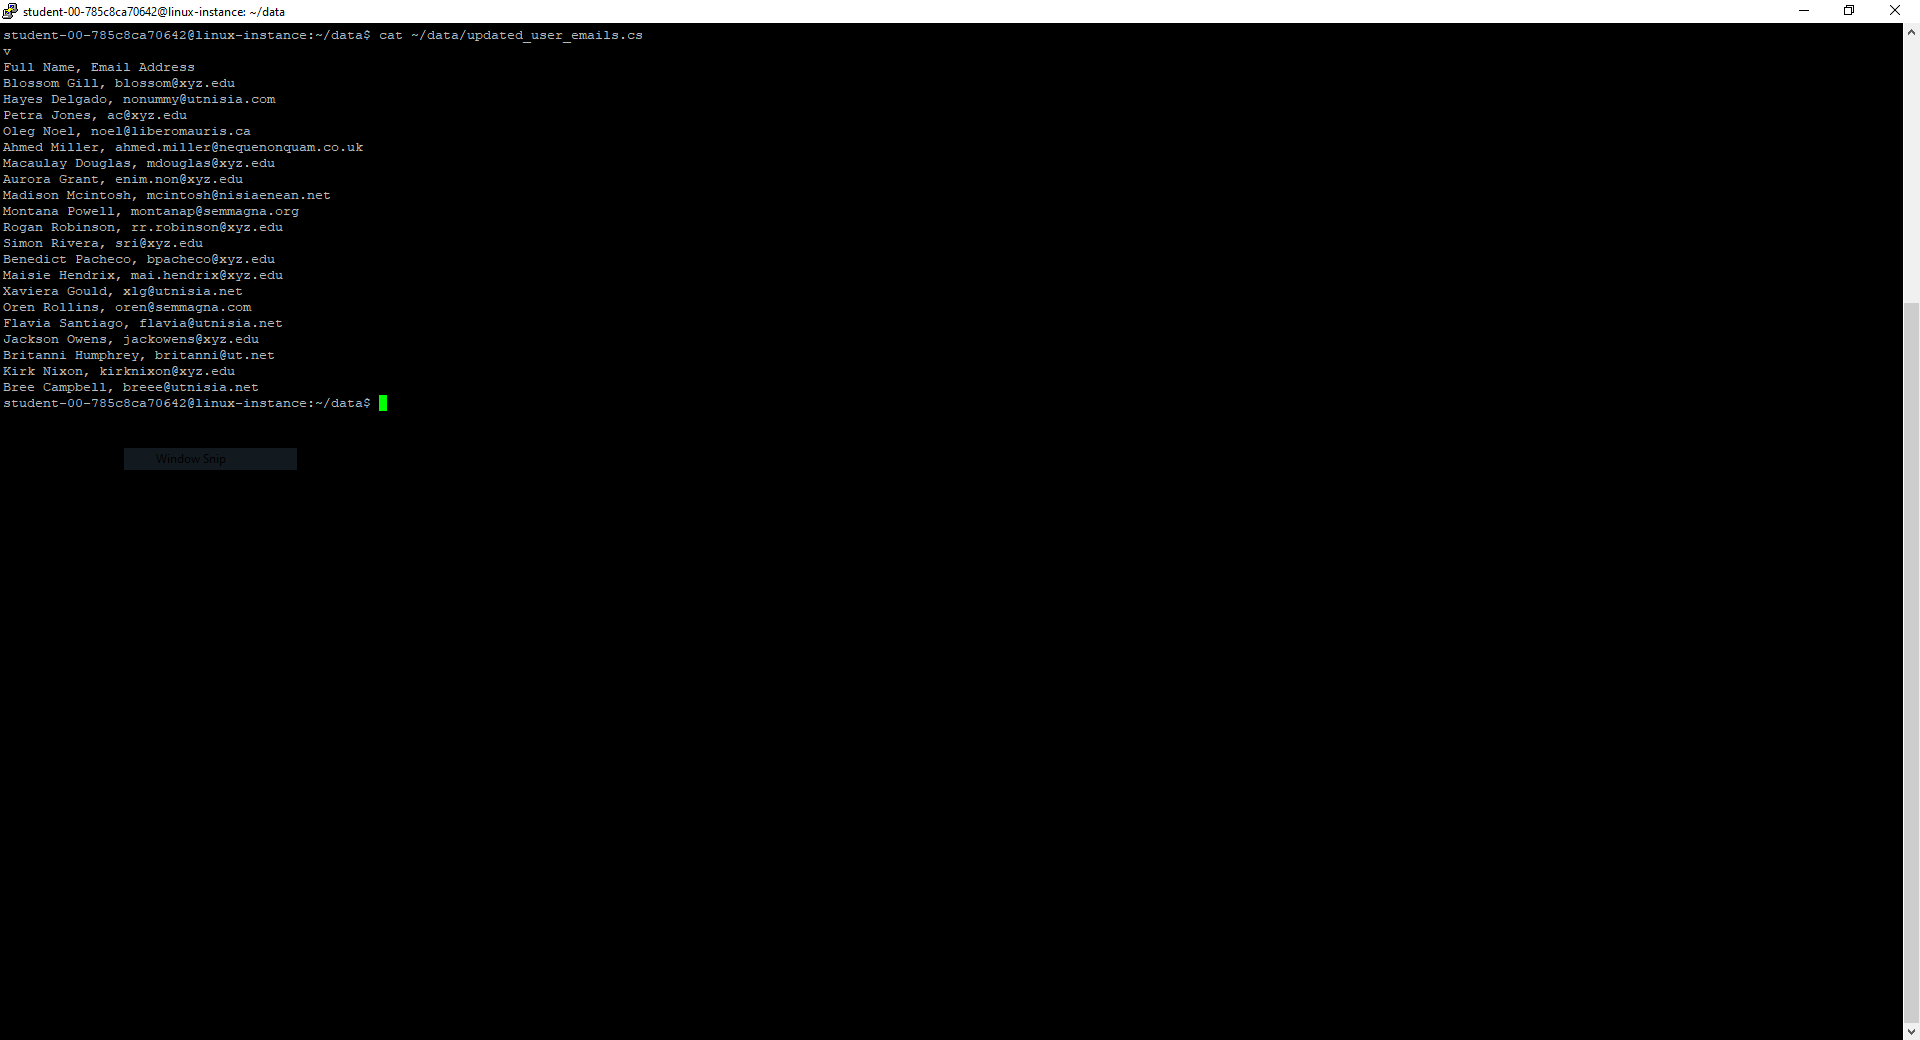 student-00-785c8ca70642@linux-instance: ~/data
student-00-785c8ca70642@linux-instance:~/data$ cat ~/data/updated_user_emails.cs
v
Full Name, Email Address
Blossom Gill, blossom@xyz.edu
Hayes Delgado, nonummy@utnisia.com
Petra Jones, ac@xyz.edu
Oleg Noel, noel@liberomauris.ca
Ahmed Miller, ahmed.miller@nequenonquam.co.uk
Macaulay Douglas, mdouglas@xyz.edu
Aurora Grant, enim.non@xyz.edu
Madison Mcintosh, mcintosh@nisiaenean.net
Montana Powell, montanap@semmagna.org
Rogan Robinson, rr.robinson@xyz.edu
Simon Rivera, sri@xyz.edu
Benedict Pacheco, bpacheco@xyz.edu
Maisie Hendrix, mai.hendrix@xyz.edu
Xaviera Gould, xlg@utnisia.net
Oren Rollins, oren@semmagna.com
Flavia Santiago, flavia@utnisia.net
Jackson Owens, jackowens@xyz.edu
Britanni Humphrey, britanni@ut.net
Kirk Nixon, kirknixon@xyz.edu
Bree Campbell, breee@utnisia.net
student-00-785c8ca70642@linux-instance:~/data$
Window Snip